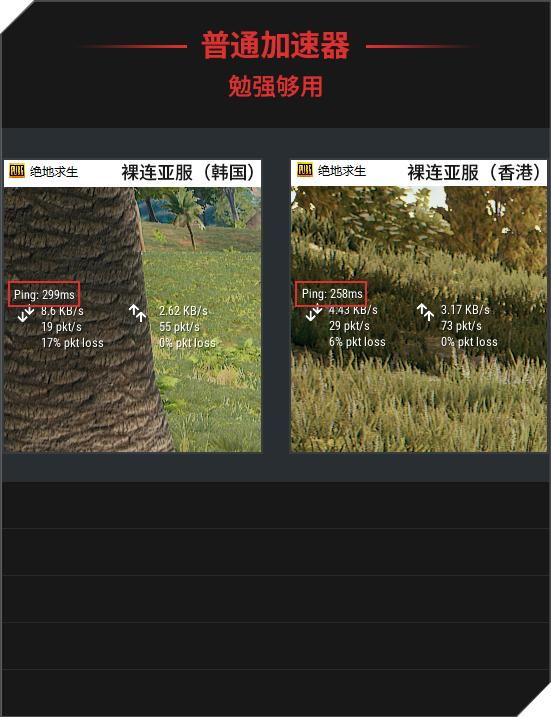 普通加速器
勉强够用
绝地求生
裸连亚服（韩国）
Ping: 299ms
8.6 KB/s
19 pkt/s
17% pkt loss
2.62 KB/s
55 pkt/s
0% pkt loss
绝地求生
裸连亚服（香港）
Ping: 258ms
4.43 KB/s
29 pkt/s
6% pkt loss
3.17 KB/s
73 pkt/s
0% pkt loss